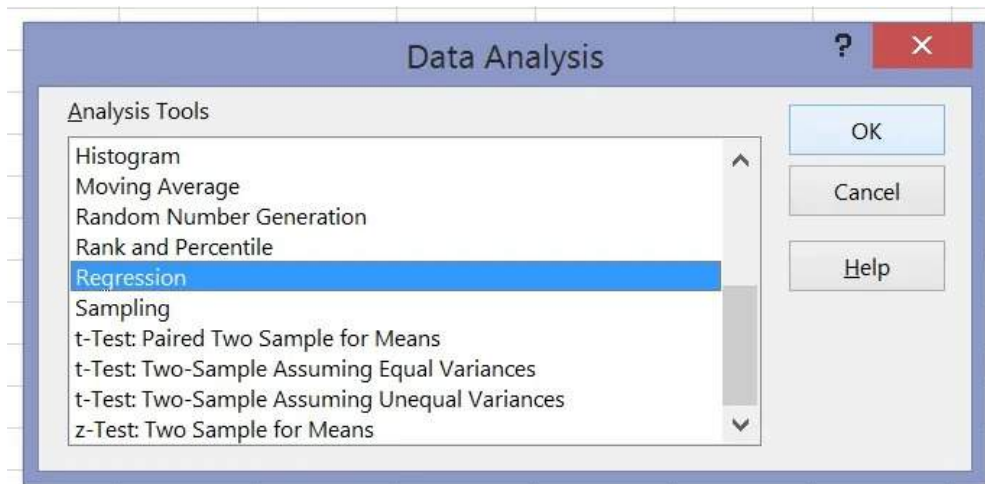 Data Analysis
?
Analysis Tools
Histogram
Moving Average
Random Number Generation
Rank and Percentile
Regression
Sampling
t-Test: Paired Two Sample for Means
t-Test: Two-Sample Assuming Equal Variances
t-Test: Two-Sample Assuming Unequal Variances
z-Test: Two Sample for Means
OK
Cancel
Help